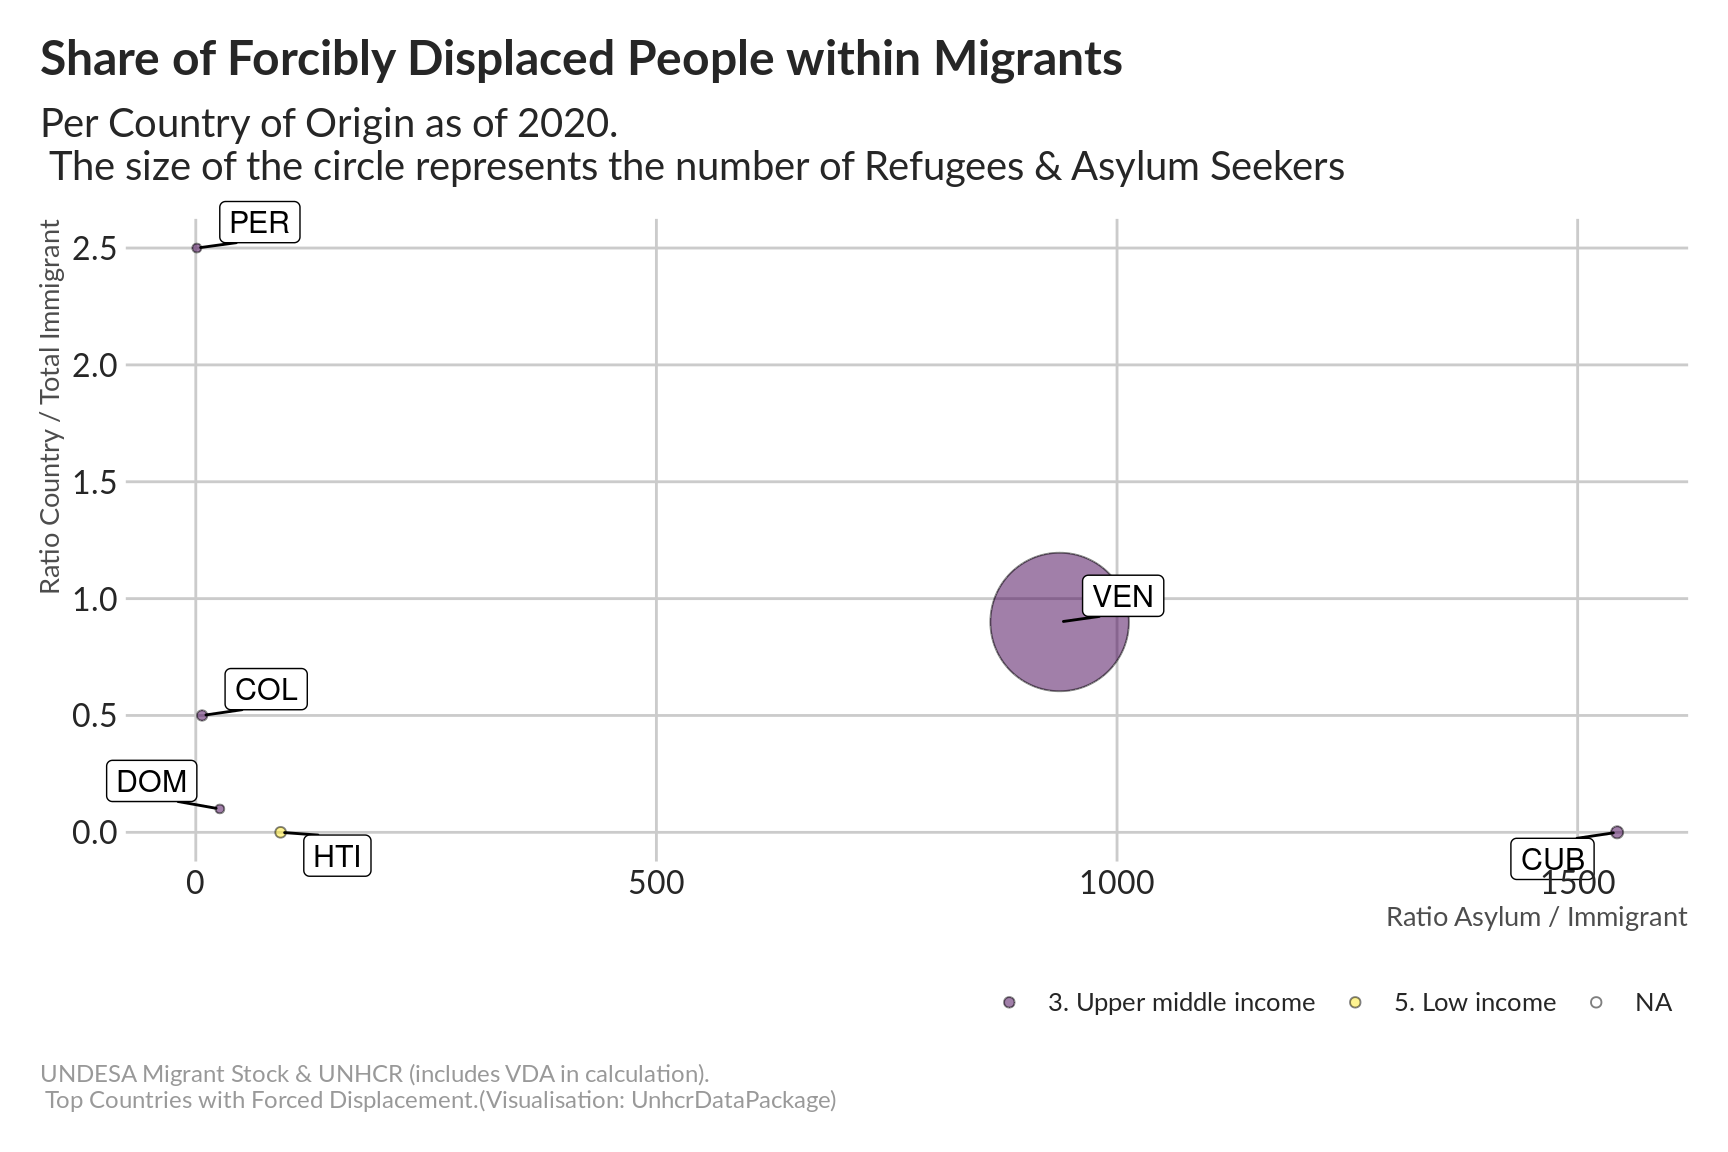 Share of Forcibly Displaced People within Migrants
Per Country of Origin as of 2020.
The size of the circle represents the number of Refugees & Asylum Seekers
Ratio Country / Total Immigrant
2.5
2.0
1.5
1.0
0.5
0.0
PER
VEN
COL
DOM
HTI
CUB
0
500
1000
1500
Ratio Asylum / Immigrant
3. Upper middle income
5. Low income
NA
UNDESA Migrant Stock & UNHCR (includes VDA in calculation).
Top Countries with Forced Displacement.(Visualisation: UnhcrDataPackage)